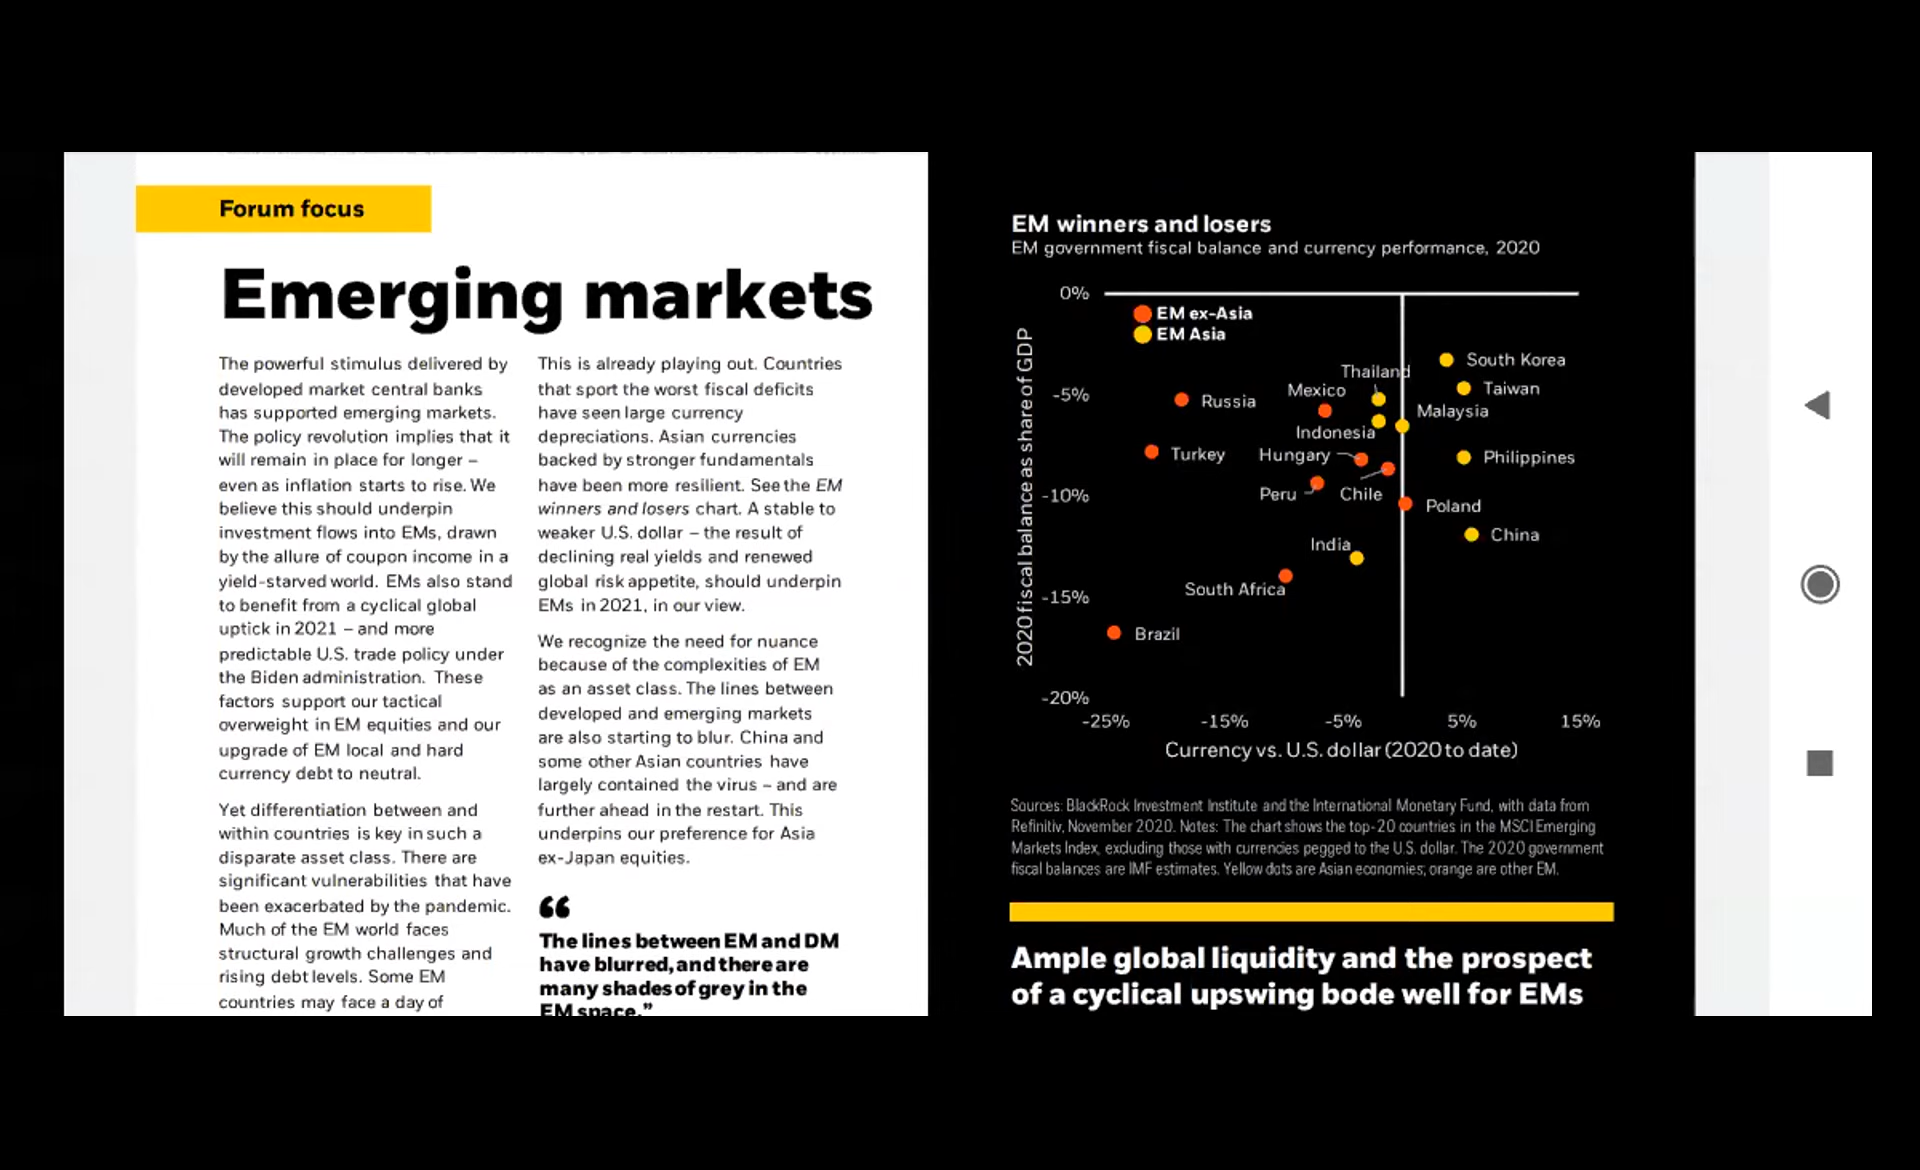 Forum focus
Emerging markets
The powerful stimulus delivered by
developed market central banks
has supported emerging markets.
The policy revolution implies that it
will remain in place for longer –
even as inflation starts to rise. We
believe this should underpin
investment flows into EMs, drawn
by the allure of coupon income in a
yield-starved world. EMs also stand
to benefit from a cyclical global
uptick in 2021 – and more
predictable U.S. trade policy under
the Biden administration. These
factors support our tactical
overweight in EM equities and our
upgrade of EM local and hard
currency debt to neutral.
Yet differentiation between and
within countries is key in such a
disparate asset class. There are
significant vulnerabilities that have
been exacerbated by the pandemic.
Much of the EM world faces
structural growth challenges and
rising debt levels. Some EM
countries may face a day of
This is already playing out. Countries
that sport the worst fiscal deficits
have seen large currency
depreciations. Asian currencies
backed by stronger fundamentals
have been more resilient. See the EM
winners and losers chart. A stable to
weaker U.S. dollar – the result of
declining real yields and renewed
global risk appetite, should underpin
EMs in 2021, in our view.
We recognize the need for nuance
because of the complexities of EM
as an asset class. The lines between
developed and emerging markets
are also starting to blur. China and
some other Asian countries have
largely contained the virus – and are
further ahead in the restart. This
underpins our preference for Asia
ex-Japan equities.
“
The lines between EM and DM
have blurred, and there are
many shades of grey in the
EM space.”
EM winners and losers
EM government fiscal balance and currency performance, 2020
2020 fiscal balance as share of GDP
0%
-5%
-10%
-15%
-20%
EM ex-Asia
EM Asia
South Korea
Thailand
Taiwan
Mexico
Russia
Malaysia
Indonesia
Turkey
Hungary
Philippines
Peru
Chile
Poland
China
India
South Africa
Brazil
-25%
-15%
-5%
5%
15%
Currency vs. U.S. dollar (2020 to date)
Sources: BlackRock Investment Institute and the International Monetary Fund, with data from
Refinitiv, November 2020. Notes: The chart shows the top-20 countries in the MSCI Emerging
Markets Index, excluding those with currencies pegged to the U.S. dollar. The 2020 government
fiscal balances are IMF estimates. Yellow dots are Asian economies; orange are other EM.
Ample global liquidity and the prospect
of a cyclical upswing bode well for EMs